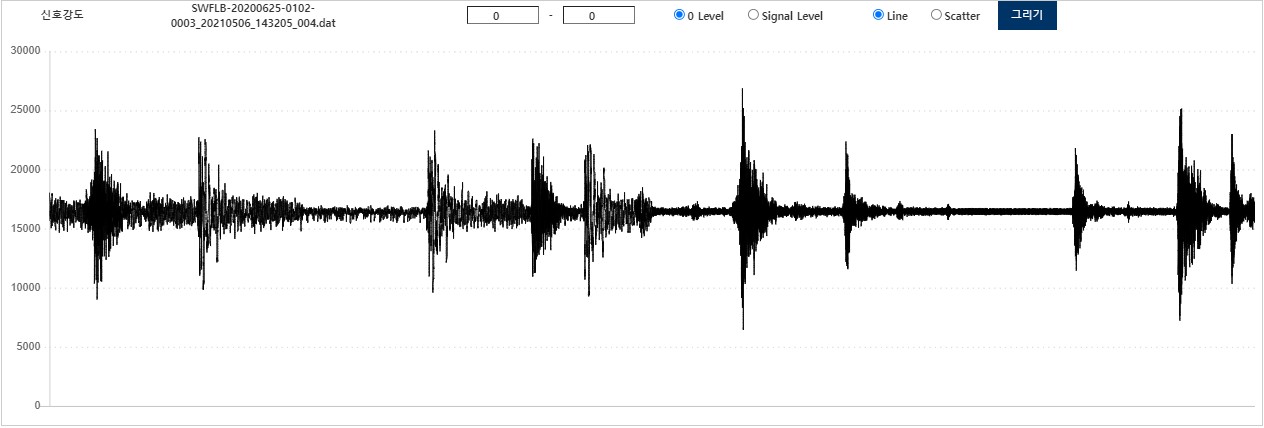 신호강도
SWFLB-20200625-0102-
0003_20210506_143205_004.dat
0 - 0
0 Level Signal Level
Line Scatter
그리기
30000
25000
20000
15000
10000
5000
0